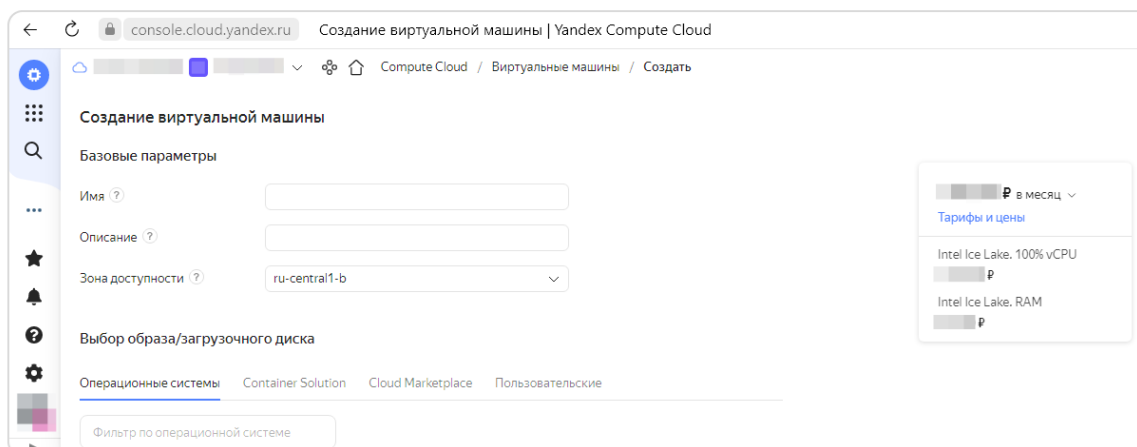 console.cloud.yandex.ru Создание виртуальной машины | Yandex Compute Cloud
Compute Cloud / Виртуальные машины / Создать
Создание виртуальной машины
Базовые параметры
Имя ?
Описание ?
Зона доступности ? ru-central1-b
Выбор образа/загрузочного диска
Операционные системы Container Solution Cloud Marketplace Пользовательские
Фильтр по операционной системе
₽ в месяц
Тарифы и цены
Intel Ice Lake. 100% vCPU
₽
Intel Ice Lake. RAM
₽